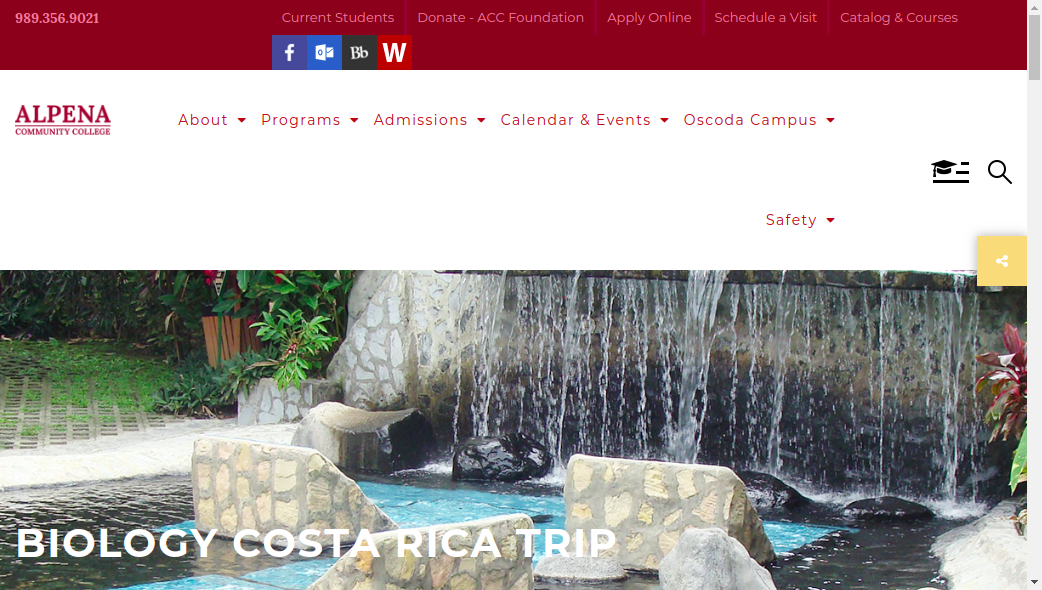 989.356.9021
Current Students
Donate - ACC Foundation
Apply Online
Schedule a Visit
Catalog & Courses
f
Bb
W
ALPENA
COMMUNITY COLLEGE
About
Programs
Admissions
Calendar & Events
Oscoda Campus
Safety
BIOLOGY COSTA RICA TRIP